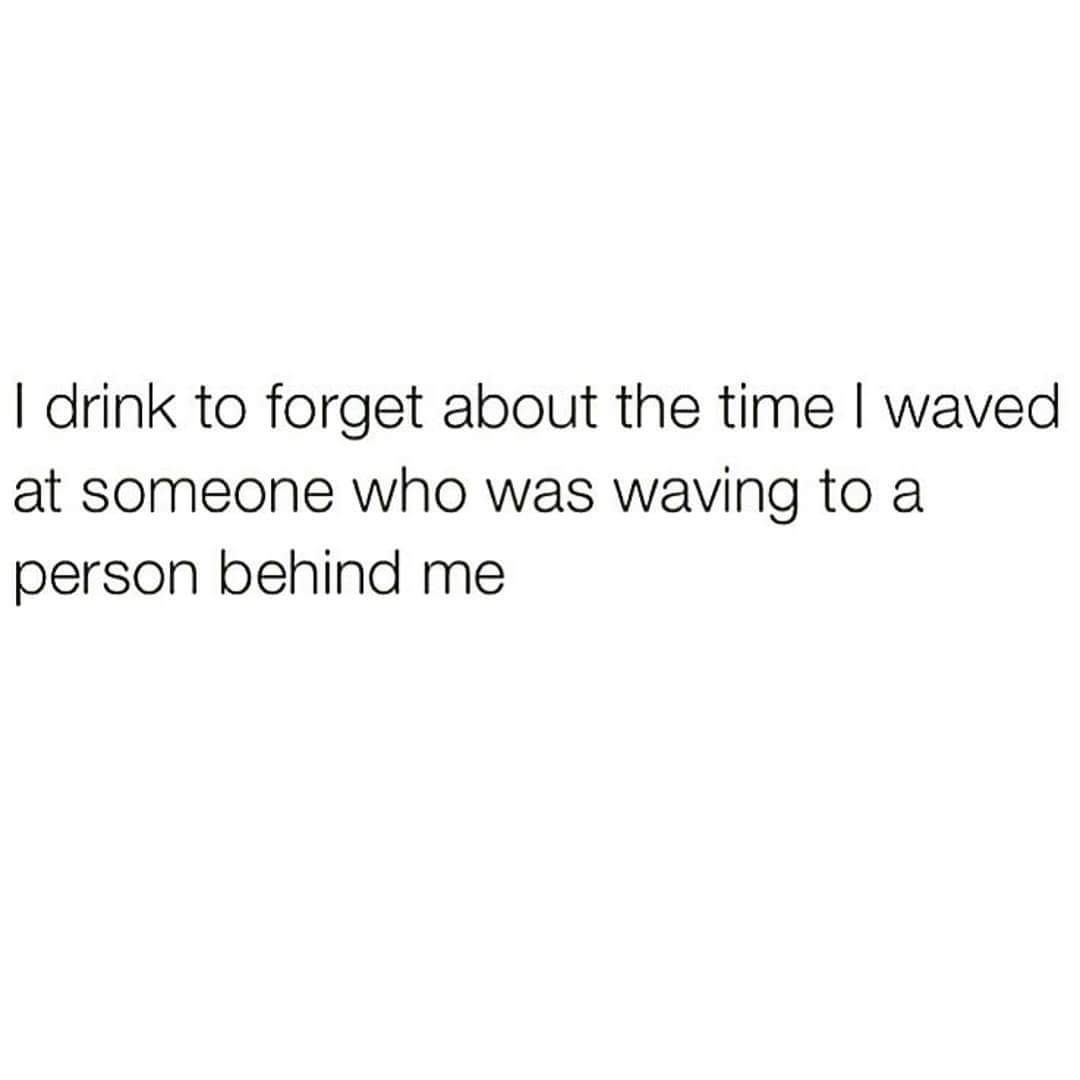 I drink to forget about the time I waved
at someone who was waving to a
person behind me